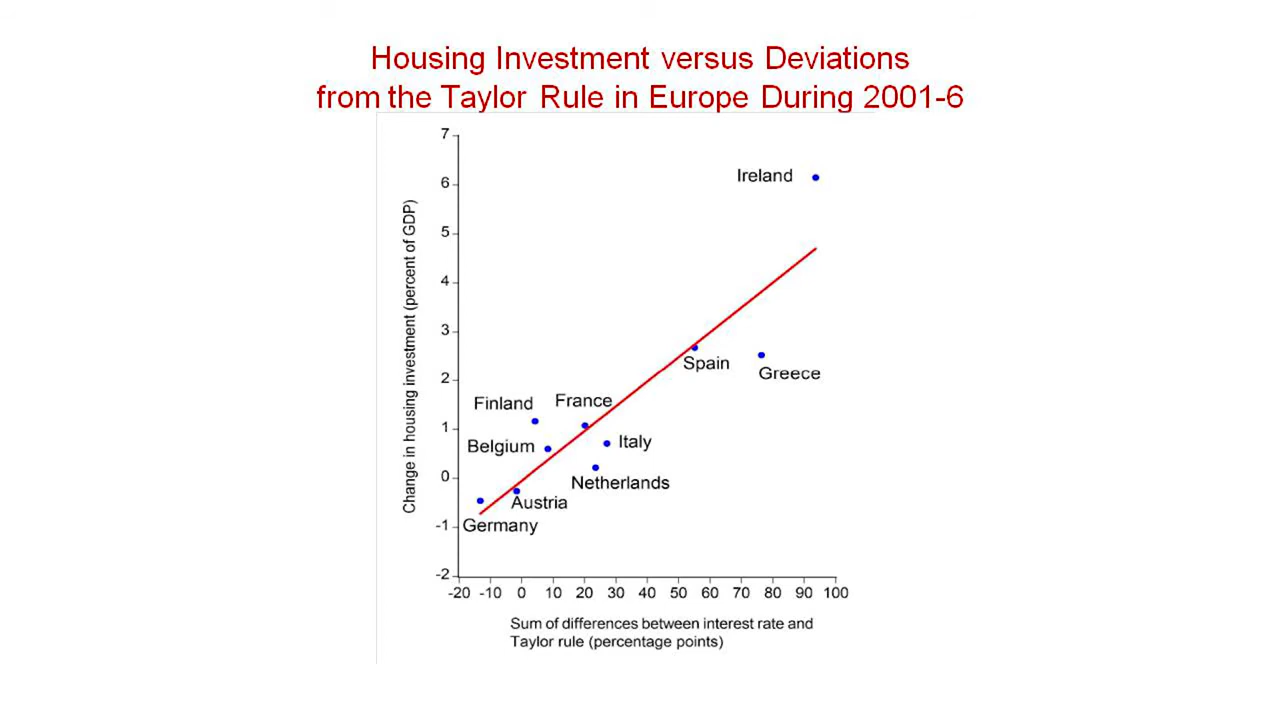 Housing Investment versus Deviations
from the Taylor Rule in Europe During 2001-6
7
6
5
4
3
2
1
0
-1
-2
Change in housing investment (percent of GDP)
Ireland
Spain
Greece
Finland
France
Belgium
Italy
Netherlands
Austria
Germany
-20 -10 0 10 20 30 40 50 60 70 80 90 100
Sum of differences between interest rate and
Taylor rule (percentage points)